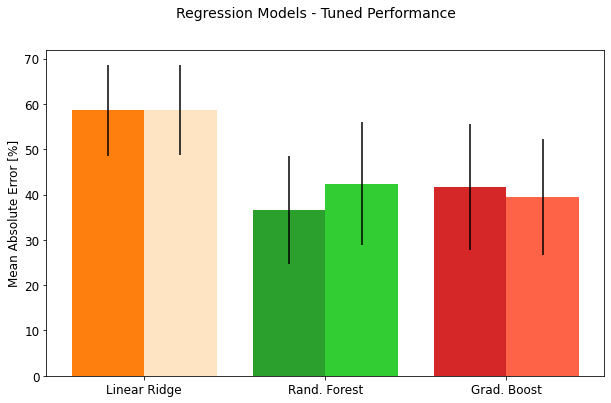 Regression Models - Tuned Performance
Mean Absolute Error [%]
70
60
50
40
30
20
10
0
Linear Ridge
Rand. Forest
Grad. Boost